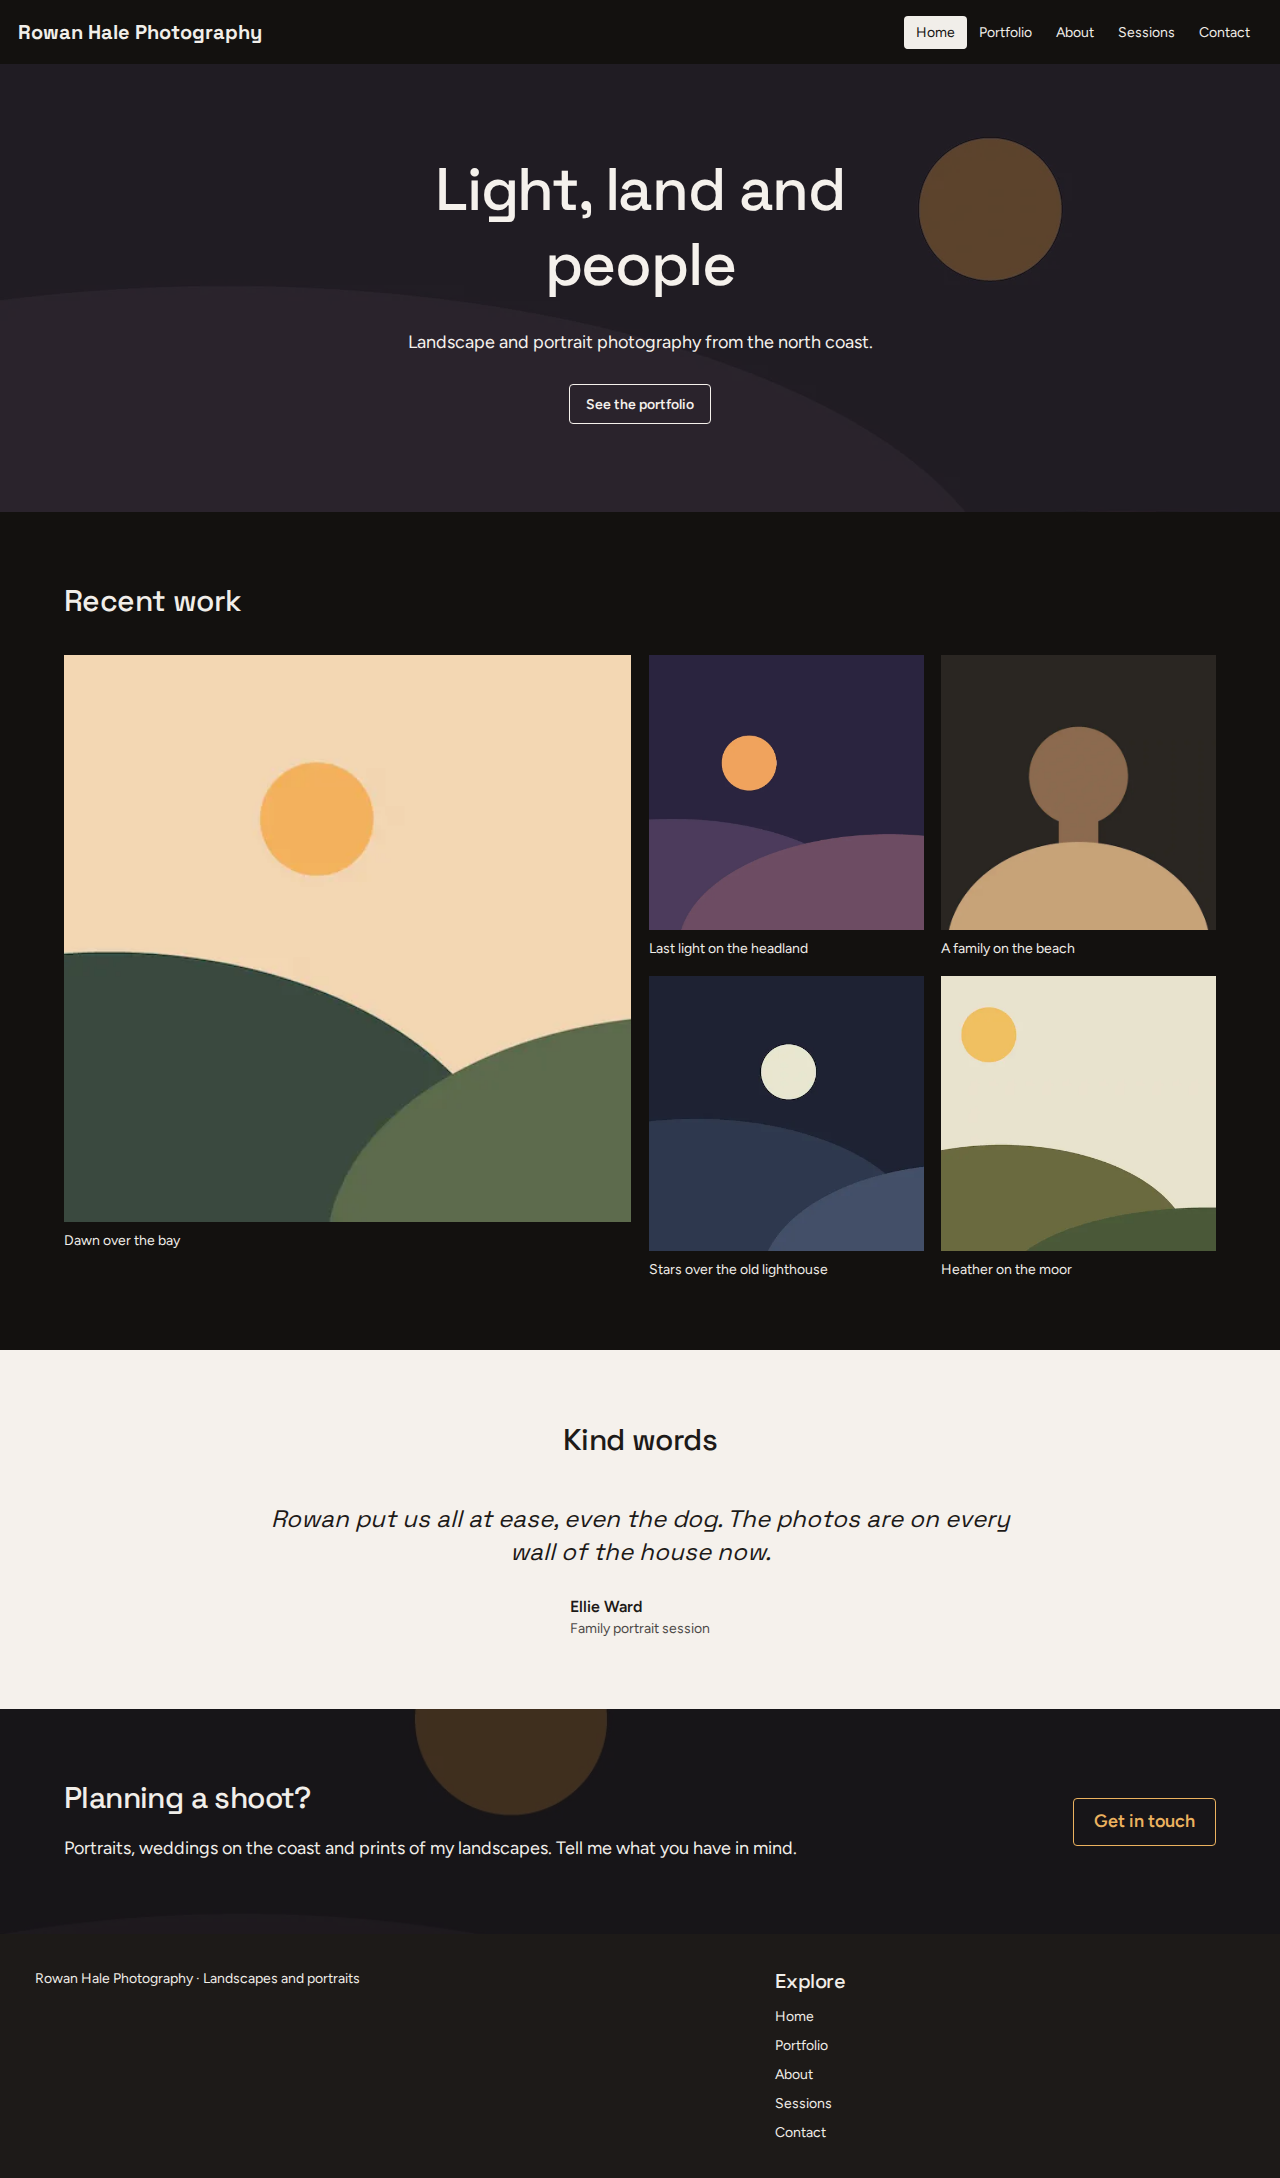 Rowan Hale Photography
Home Portfolio About Sessions Contact
Light, land and
people
Landscape and portrait photography from the north coast.
See the portfolio
Recent work
Dawn over the bay
Last light on the headland
A family on the beach
Stars over the old lighthouse
Heather on the moor
Kind words
Rowan put us all at ease, even the dog. The photos are on every
wall of the house now.
Ellie Ward
Family portrait session
Planning a shoot?
Portraits, weddings on the coast and prints of my landscapes. Tell me what you have in mind.
Get in touch
Rowan Hale Photography · Landscapes and portraits
Explore
Home
Portfolio
About
Sessions
Contact